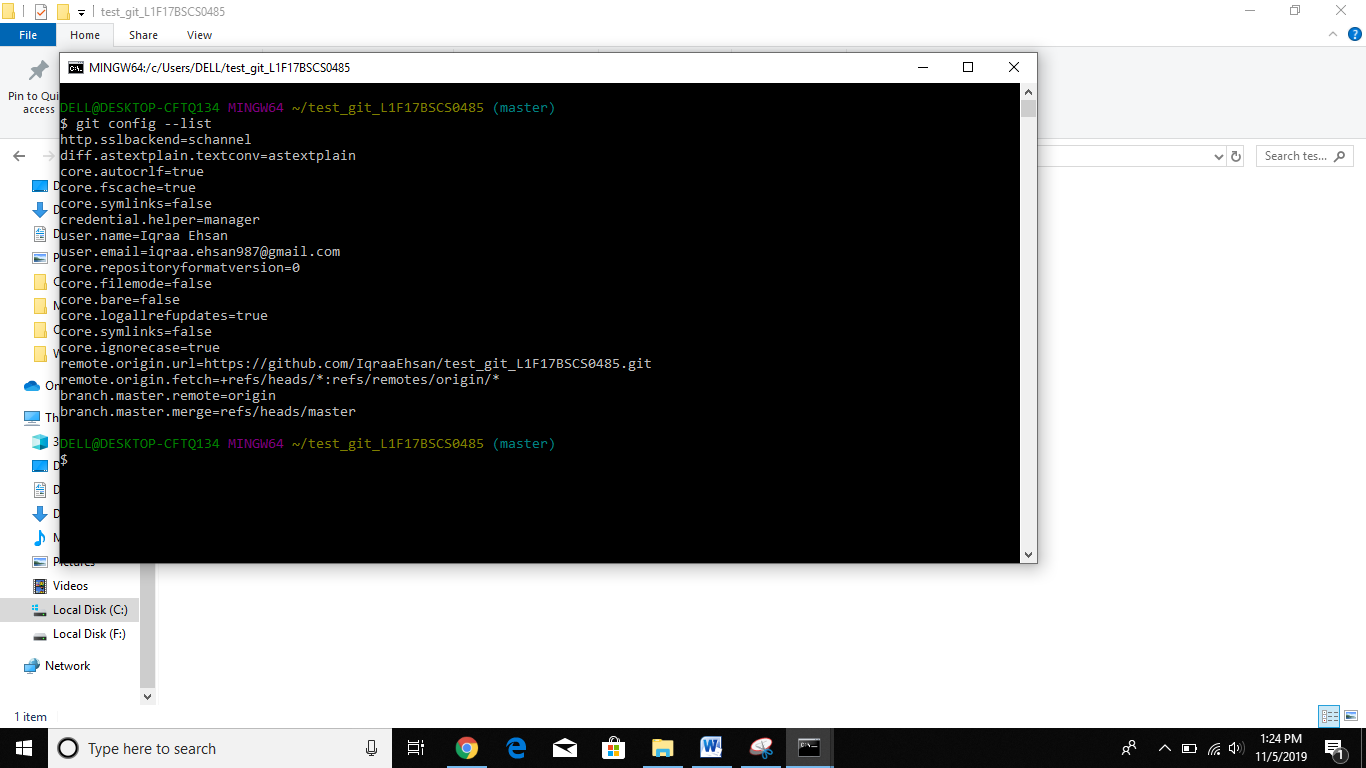 test_git_L1F17BSCS0485
File Home Share View
MINGW64:/c/Users/DELL/test_git_L1F17BSCS0485
Pin to Qui
access
DELL@DESKTOP-CFTQ134 MINGW64 ~/test_git_L1F17BSCS0485 (master)
$ git config --list
http.sslbackend=schannel
diff.astextplain.textconv=astextplain
core.autocrlf=true
core.fscache=true
core.symlinks=false
credential.helper=manager
user.name=Iqraa Ehsan
user.email=iqraa.ehsan987@gmail.com
core.repositoryformatversion=0
core.filemode=false
core.bare=false
core.logallrefupdates=true
core.symlinks=false
core.ignorecase=true
remote.origin.url=https://github.com/IqraaEhsan/test_git_L1F17BSCS0485.git
remote.origin.fetch=+refs/heads/*:refs/remotes/origin/*
branch.master.remote=origin
branch.master.merge=refs/heads/master
DELL@DESKTOP-CFTQ134 MINGW64 ~/test_git_L1F17BSCS0485 (master)
$
Search tes...
On
Th
Pictures
Videos
Local Disk (C:)
Local Disk (F:)
Network
1 item
Type here to search
1:24 PM
11/5/2019
1